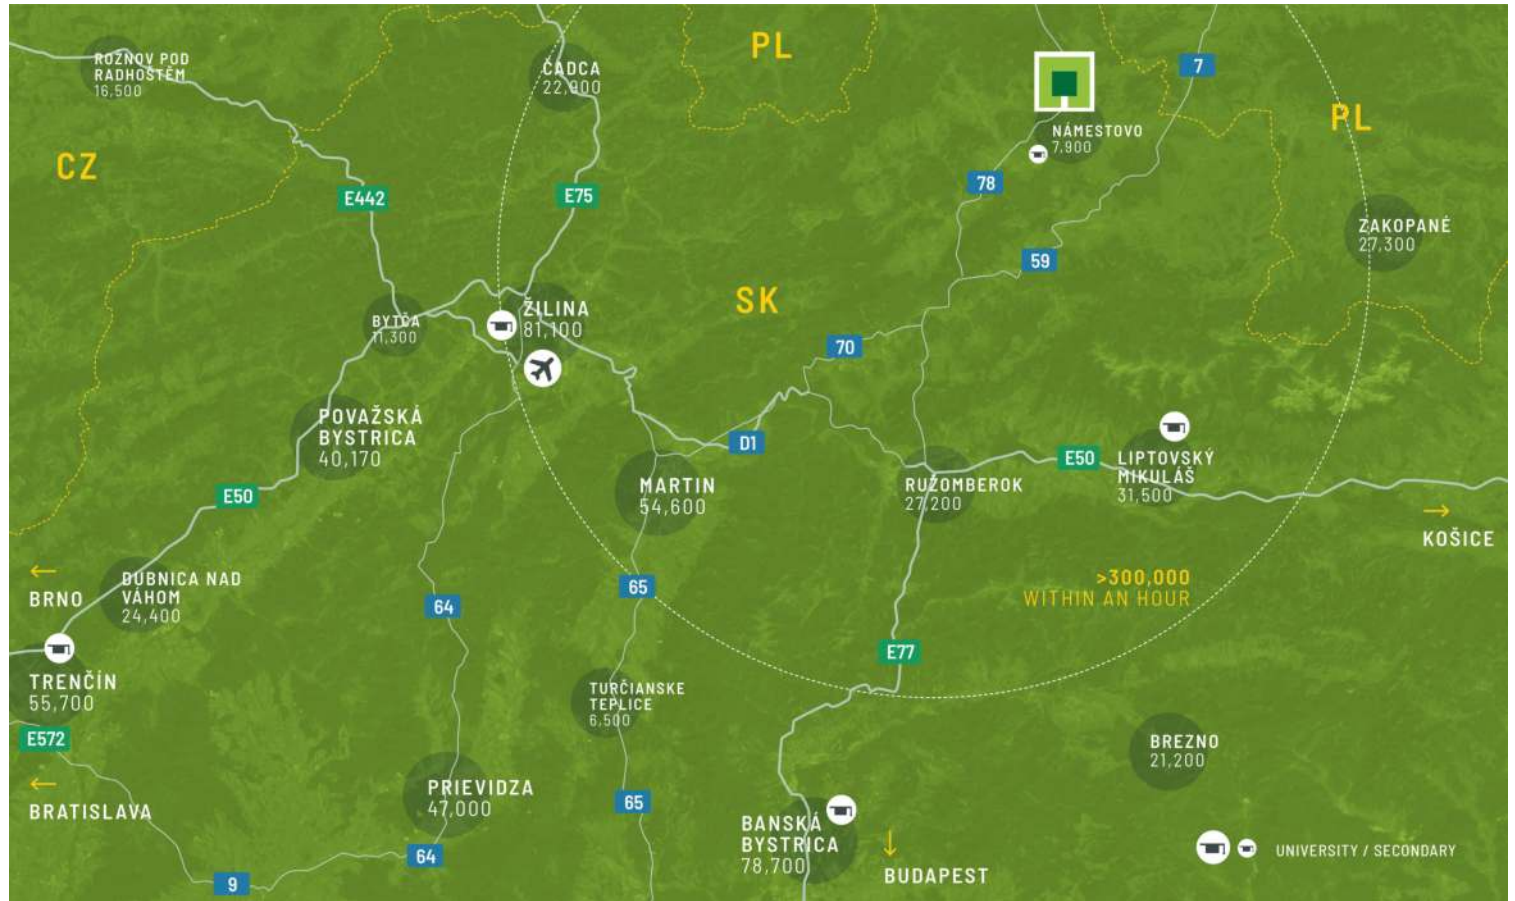 ROŽNOV POD
RADHOŠTĚM
16,500
ČADCA
22,900
PL
7
NÁMESTOVO
7,900
PL
CZ
E442
E75
78
ZAKOPANÉ
27,300
59
SK
BYTČA
11,300
ŽILINA
81,100
70
POVAŽSKÁ
BYSTRICA
40,170
D1
E50
LIPTOVSKÝ
MIKULÁŠ
31,500
E50
MARTIN
54,600
RUŽOMBEROK
27,200
→
KOŠICE
←
BRNO
DUBNICA NAD
VÁHOM
24,400
64
65
>300,000
WITHIN AN HOUR
E77
TRENČÍN
55,700
TURČIANSKE
TEPLICE
6,500
E572
←
BRATISLAVA
PRIEVIDZA
47,000
65
BREZNO
21,200
BANSKÁ
BYSTRICA
78,700
↓
BUDAPEST
64
9
UNIVERSITY / SECONDARY